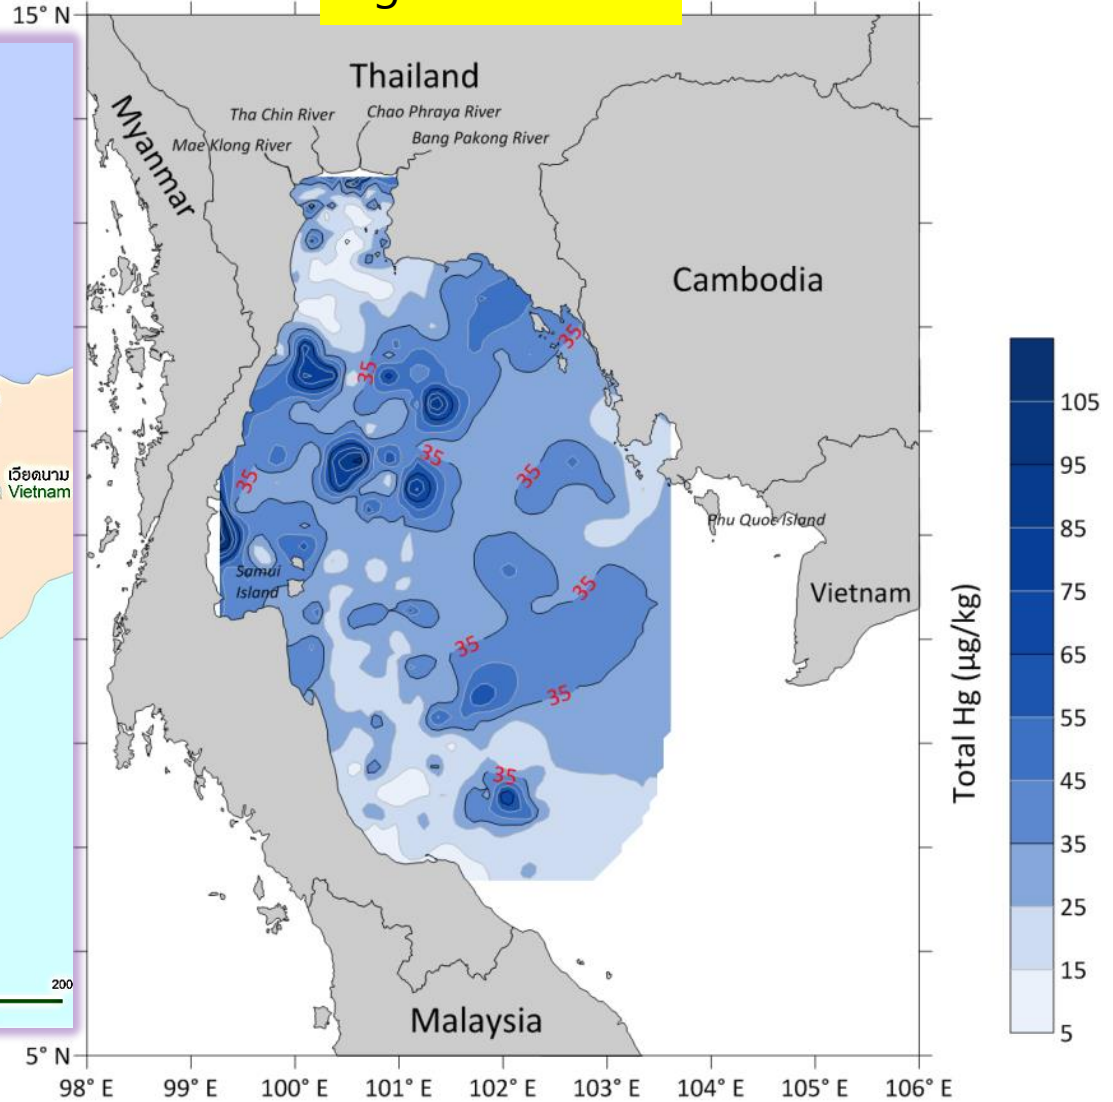 15° N
Thailand
Tha Chin River
Chao Phraya River
Mae Klong River
Bang Pakong River
Myanmar
Cambodia
35
35
35
35
35
เวียดนาม
Vietnam
Phu Quoc Island
Samui
Island
35
Vietnam
35
35
35
200
Malaysia
5° N
98° E
99° E
100° E
101° E
102° E
103° E
104° E
105° E
106° E
Total Hg (µg/kg)
105
95
85
75
65
55
45
35
25
15
5